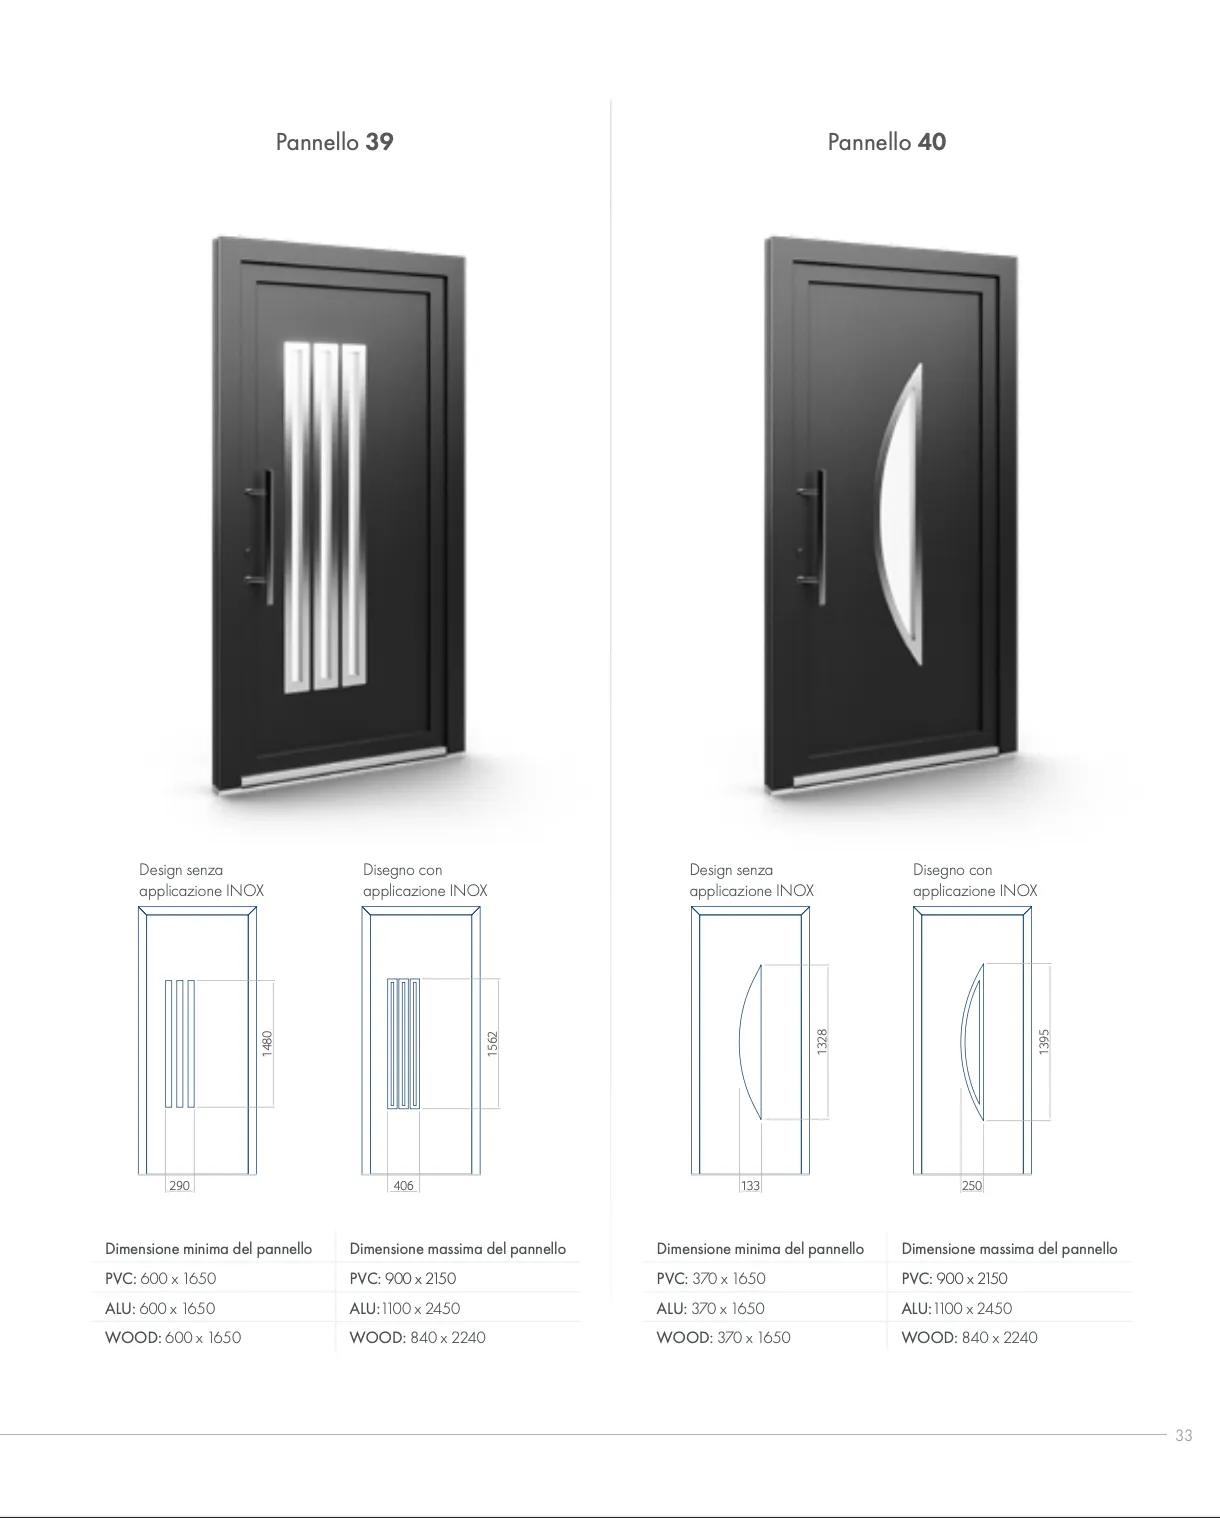 Pannello 39
Design senza
applicazione INOX
Disegno con
applicazione INOX
1480
290
1562
406
Dimensione minima del pannello
Dimensione massima del pannello
PVC: 600 x 1650
PVC: 900 x 2150
ALU: 600 x 1650
ALU:1100 x 2450
WOOD: 600 x 1650
WOOD: 840 x 2240
Pannello 40
Design senza
applicazione INOX
Disegno con
applicazione INOX
1328
133
1395
250
Dimensione minima del pannello
Dimensione massima del pannello
PVC: 370 x 1650
PVC: 900 x 2150
ALU: 370 x 1650
ALU:1100 x 2450
WOOD: 370 x 1650
WOOD: 840 x 2240
33